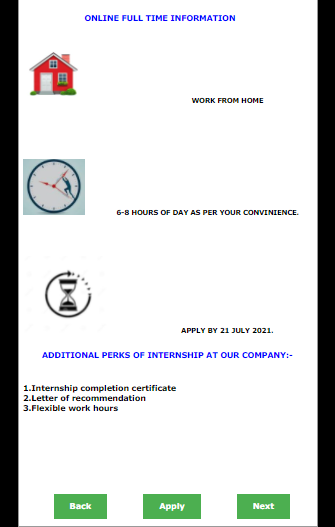 ONLINE FULL TIME INFORMATION
WORK FROM HOME
6-8 HOURS OF DAY AS PER YOUR CONVINIENCE.
APPLY BY 21 JULY 2021.
ADDITIONAL PERKS OF INTERNSHIP AT OUR COMPANY:-
1.Internship completion certificate
2.Letter of recommendation
3.Flexible work hours
Back Apply Next